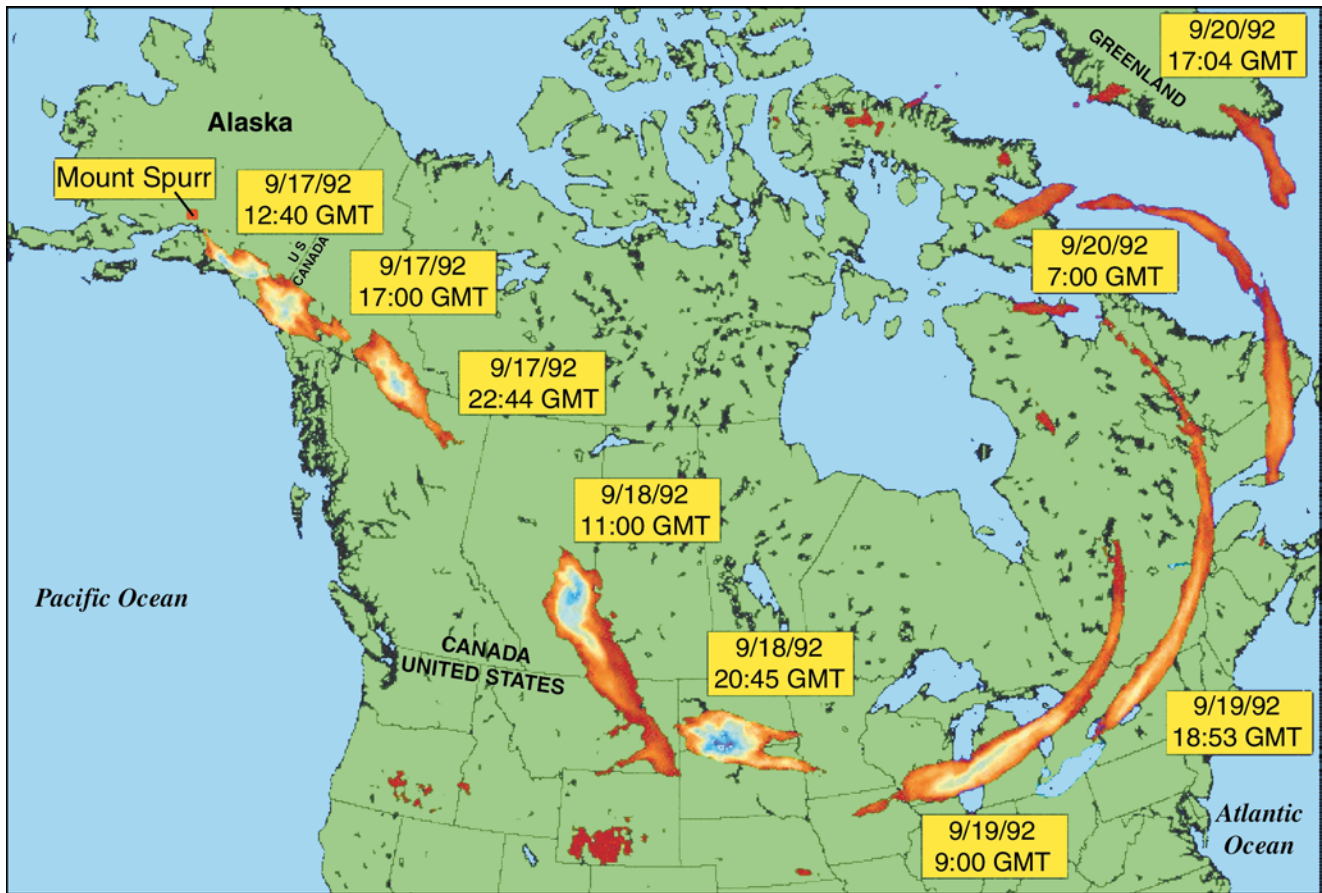 9/20/92
17:04 GMT
GREENLAND
Alaska
Mount Spurr
9/17/92
12:40 GMT
U S
CANADA
9/17/92
17:00 GMT
9/20/92
7:00 GMT
9/17/92
22:44 GMT
9/18/92
11:00 GMT
Pacific Ocean
CANADA
UNITED STATES
9/18/92
20:45 GMT
9/19/92
18:53 GMT
9/19/92
9:00 GMT
Atlantic
Ocean